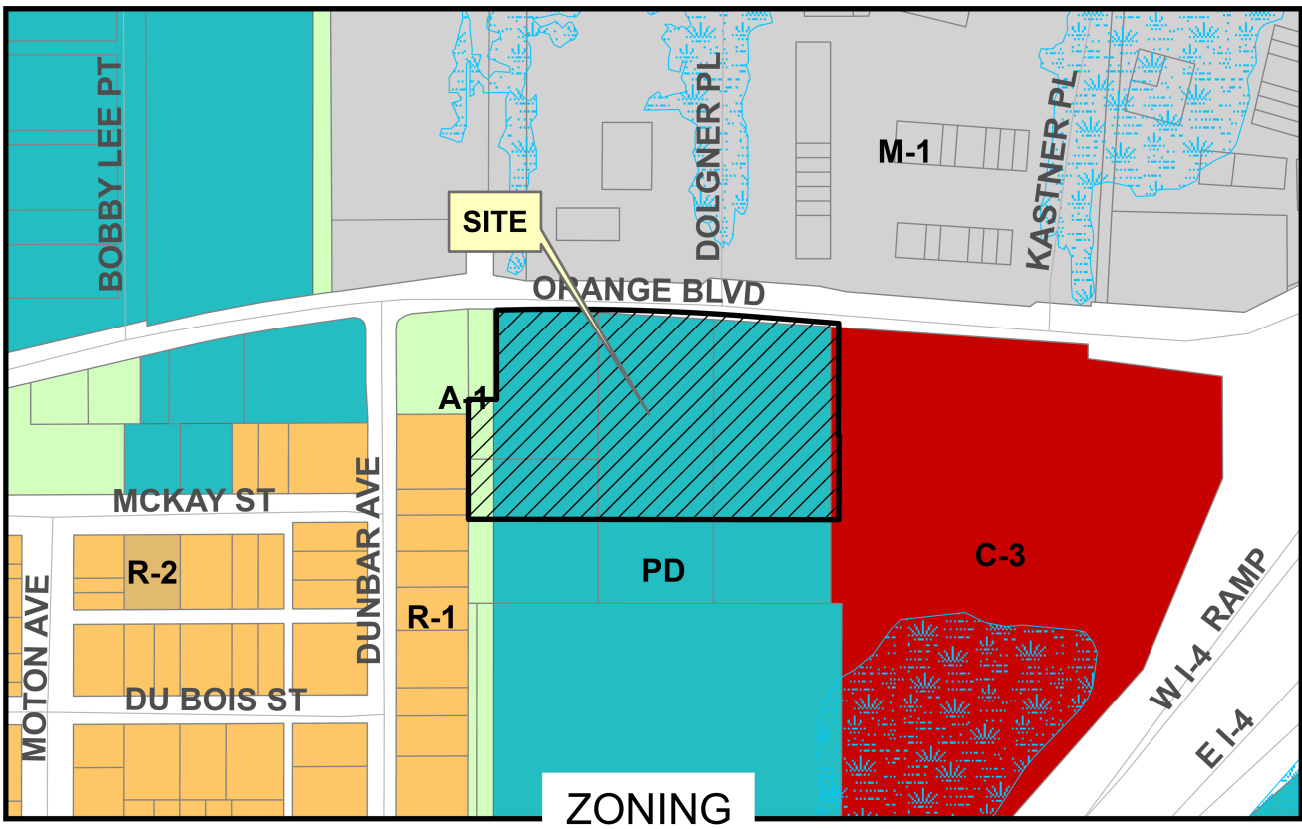 BOBBY LEE PT
DOLGNER PL
M-1
KASTNER PL
SITE
ORANGE BLVD
A-1
MCKAY ST
DUNBAR AVE
R-2
PD
C-3
MOTON AVE
R-1
W I-4 RAMP
DU BOIS ST
E I-4
ZONING